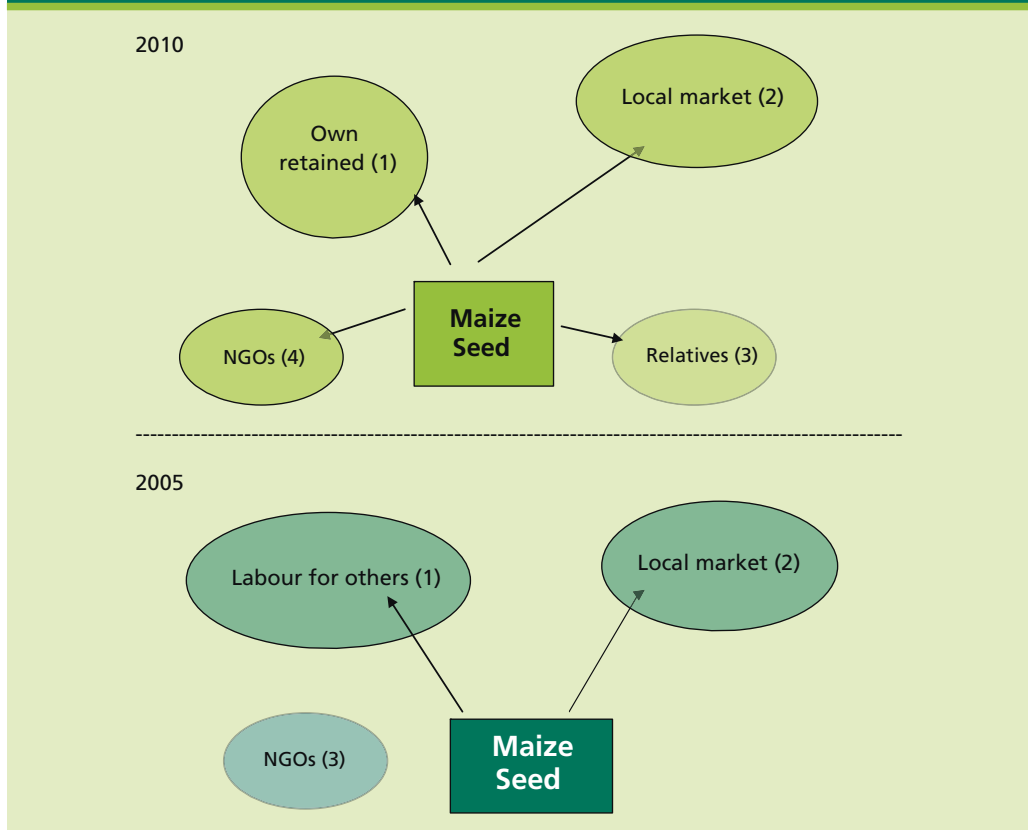 2010
Own
retained (1)
Local market (2)
Maize
Seed
NGOs (4)
Relatives (3)
2005
Labour for others (1)
Local market (2)
NGOs (3)
Maize
Seed